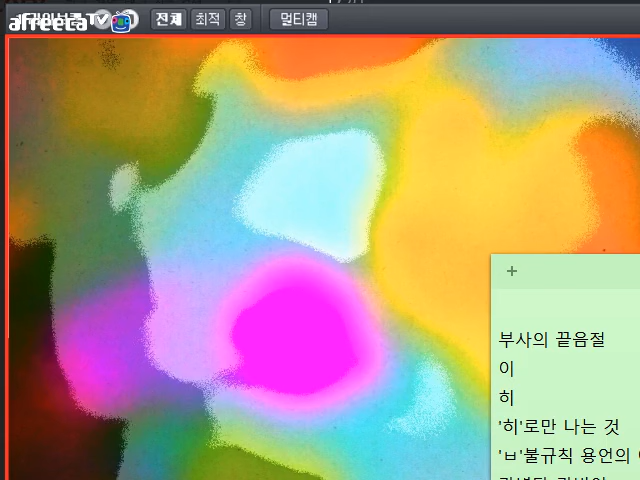 afreecaTV
전체 최적 창 멀티캠
+
부사의 끝음절
이
히
'히'로만 나는 것
'ㅂ'불규칙 용언의